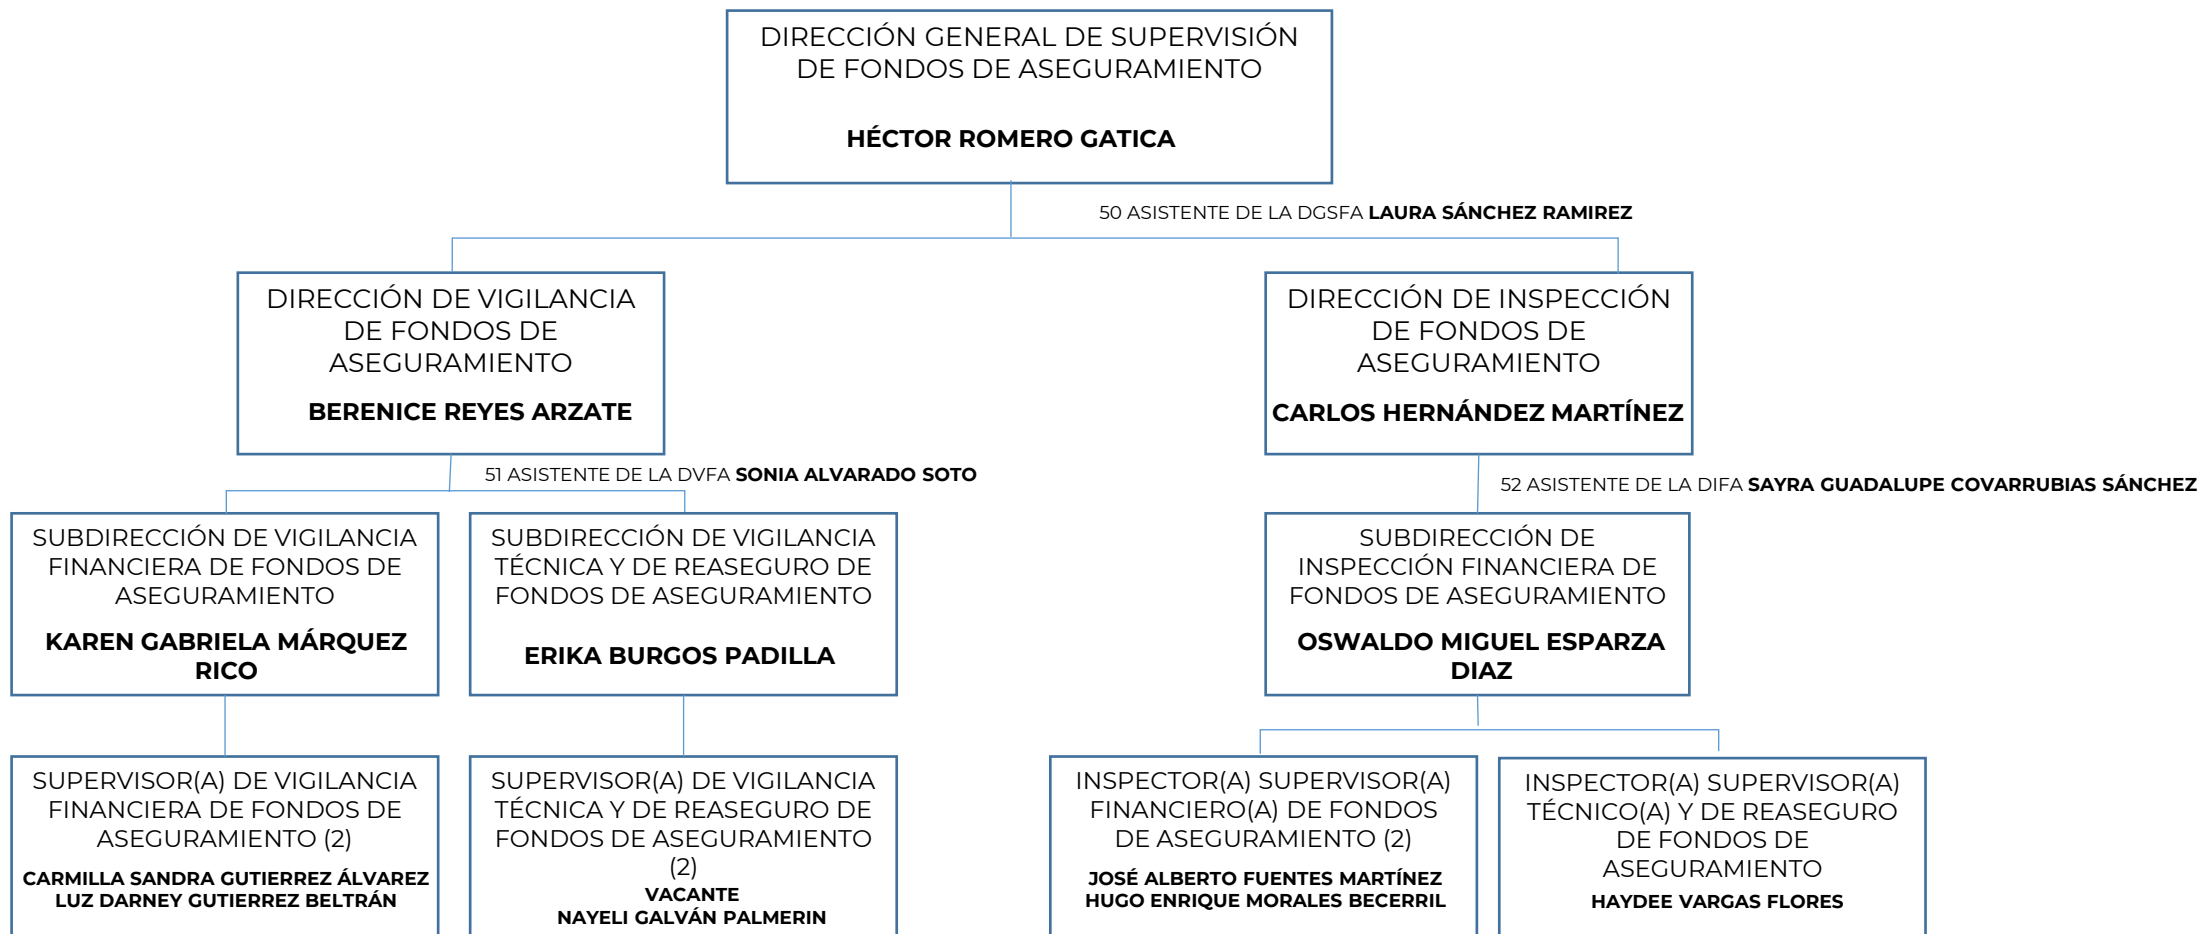 DIRECCIÓN GENERAL DE SUPERVISIÓN
DE FONDOS DE ASEGURAMIENTO
HÉCTOR ROMERO GATICA
50 ASISTENTE DE LA DGSFA LAURA SÁNCHEZ RAMIREZ
DIRECCIÓN DE VIGILANCIA
DE FONDOS DE
ASEGURAMIENTO
BERENICE REYES ARZATE
DIRECCIÓN DE INSPECCIÓN
DE FONDOS DE
ASEGURAMIENTO
CARLOS HERNÁNDEZ MARTÍNEZ
51 ASISTENTE DE LA DVFA SONIA ALVARADO SOTO
52 ASISTENTE DE LA DIFA SAYRA GUADALUPE COVARRUBIAS SÁNCHEZ
SUBDIRECCIÓN DE VIGILANCIA
FINANCIERA DE FONDOS DE
ASEGURAMIENTO
KAREN GABRIELA MÁRQUEZ
RICO
SUBDIRECCIÓN DE VIGILANCIA
TÉCNICA Y DE REASEGURO DE
FONDOS DE ASEGURAMIENTO
ERIKA BURGOS PADILLA
SUBDIRECCIÓN DE
INSPECCIÓN FINANCIERA DE
FONDOS DE ASEGURAMIENTO
OSWALDO MIGUEL ESPARZA
DIAZ
SUPERVISOR(A) DE VIGILANCIA
FINANCIERA DE FONDOS DE
ASEGURAMIENTO (2)
CARMILLA SANDRA GUTIERREZ ÁLVAREZ
LUZ DARNEY GUTIERREZ BELTRÁN
SUPERVISOR(A) DE VIGILANCIA
TÉCNICA Y DE REASEGURO DE
FONDOS DE ASEGURAMIENTO
(2)
VACANTE
NAYELI GALVÁN PALMERIN
INSPECTOR(A) SUPERVISOR(A)
FINANCIERO(A) DE FONDOS
DE ASEGURAMIENTO (2)
JOSÉ ALBERTO FUENTES MARTÍNEZ
HUGO ENRIQUE MORALES BECERRIL
INSPECTOR(A) SUPERVISOR(A)
TÉCNICO(A) Y DE REASEGURO
DE FONDOS DE
ASEGURAMIENTO
HAYDEE VARGAS FLORES